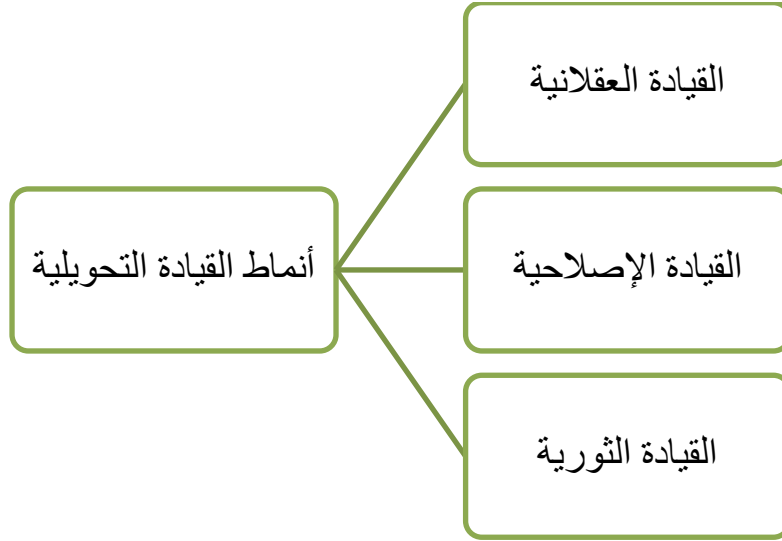 أنماط القيادة التحويلية
القيادة العقلانية
القيادة الإصلاحية
القيادة الثورية